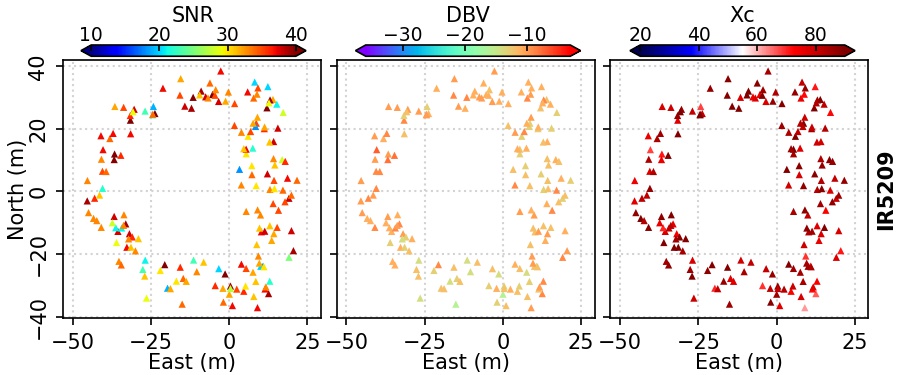 SNR DBV Xc
10 20 30 40 −30 −20 −10 20 40 60 80
40
20
0
−20
−40
North (m)
−50 −25 0 25 −50 −25 0 25 −50 −25 0 25
East (m) East (m) East (m)
IR5209